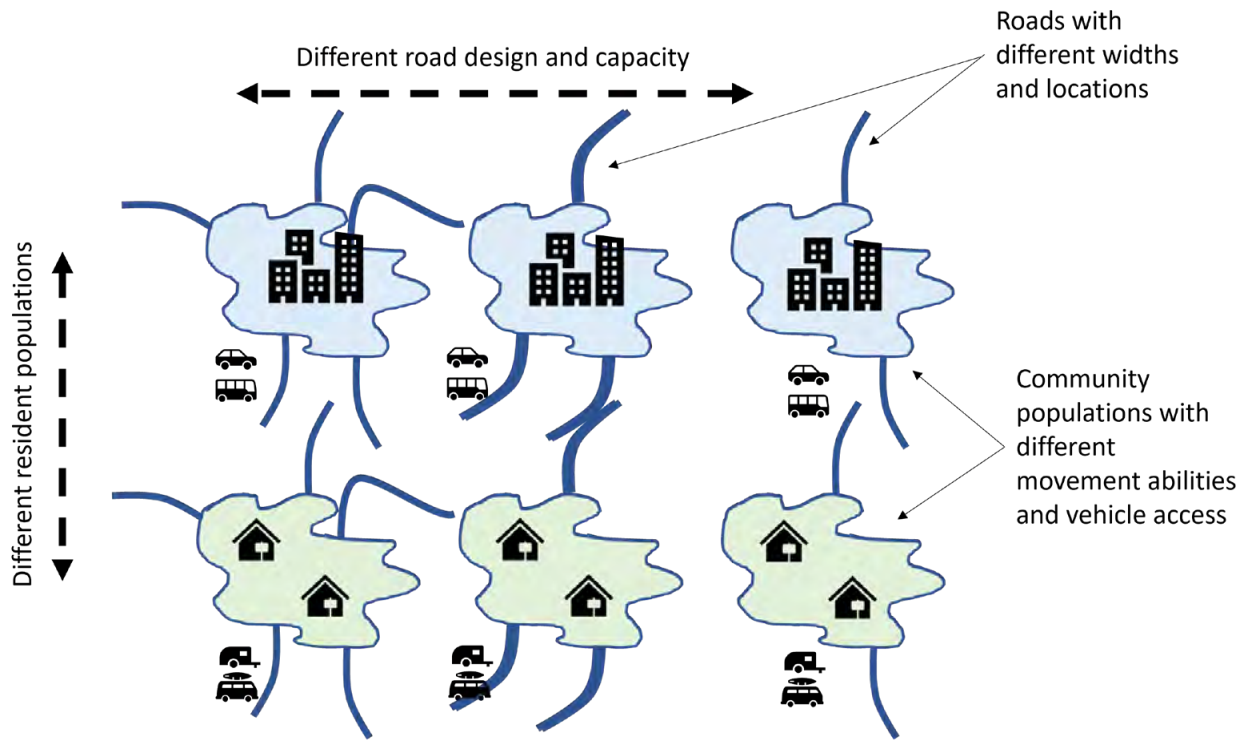 Different road design and capacity
Roads with
different widths
and locations
Different resident populations
Community
populations with
different
movement abilities
and vehicle access